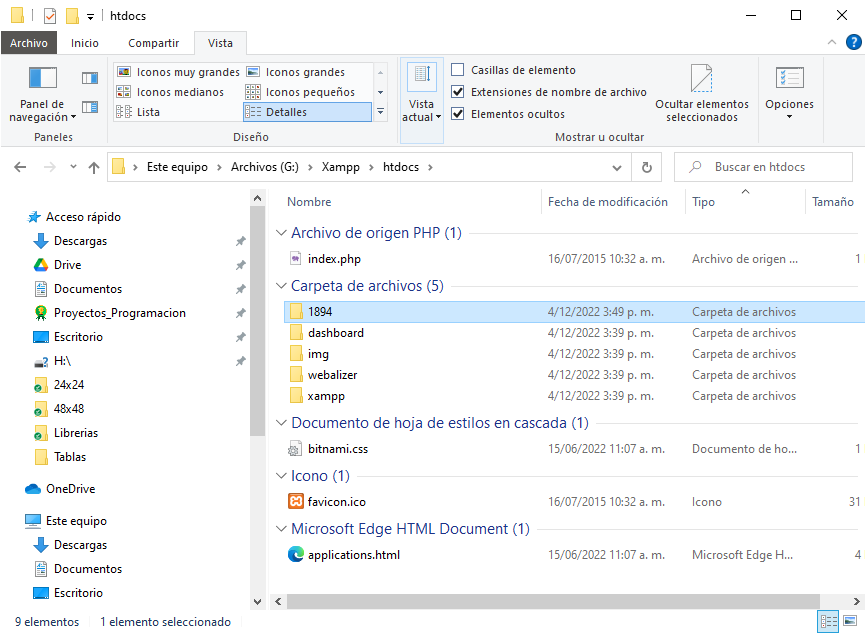 htdocs
Archivo Inicio Compartir Vista
Panel de navegación
Paneles
Iconos muy grandes Iconos grandes
Iconos medianos Iconos pequeños
Lista Detalles
Diseño
Vista actual
Casillas de elemento
Extensiones de nombre de archivo
Elementos ocultos
Ocultar elementos seleccionados
Mostrar u ocultar
Opciones
Este equipo > Archivos (G:) > Xampp > htdocs >
Buscar en htdocs
Acceso rápido
Descargas
Drive
Documentos
Proyectos_Programacion
Escritorio
H:\
24x24
48x48
Librerias
Tablas
OneDrive
Este equipo
Descargas
Documentos
Escritorio
Nombre Fecha de modificación Tipo Tamaño
Archivo de origen PHP (1)
index.php 16/07/2015 10:32 a. m. Archivo de origen ... 1
Carpeta de archivos (5)
1894 4/12/2022 3:49 p. m. Carpeta de archivos
dashboard 4/12/2022 3:39 p. m. Carpeta de archivos
img 4/12/2022 3:39 p. m. Carpeta de archivos
webalizer 4/12/2022 3:39 p. m. Carpeta de archivos
xampp 4/12/2022 3:39 p. m. Carpeta de archivos
Documento de hoja de estilos en cascada (1)
bitnami.css 15/06/2022 11:07 a. m. Documento de ho... 1
Icono (1)
favicon.ico 16/07/2015 10:32 a. m. Icono 31
Microsoft Edge HTML Document (1)
applications.html 15/06/2022 11:07 a. m. Microsoft Edge H... 4
9 elementos 1 elemento seleccionado